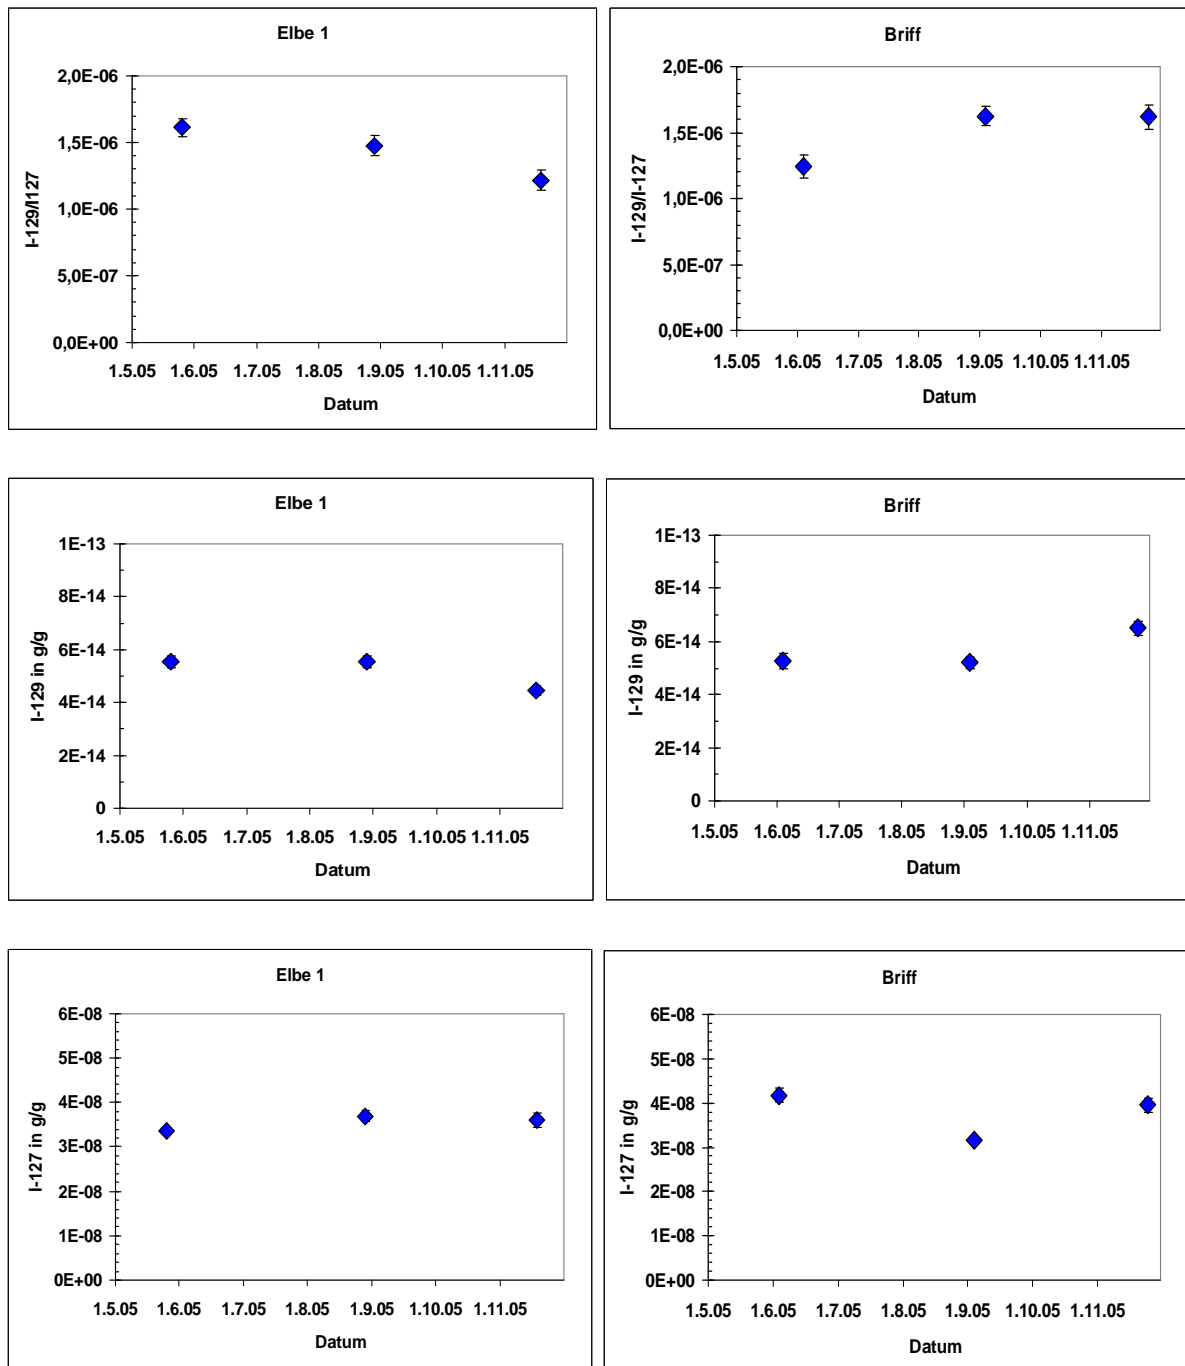 Elbe 1
2,0E-06
1,5E-06
1,0E-06
5,0E-07
0,0E+00
I-129/I127
1.5.05 1.6.05 1.7.05 1.8.05 1.9.05 1.10.05 1.11.05
Datum
Briff
2,0E-06
1,5E-06
1,0E-06
5,0E-07
0,0E+00
I-129/I-127
1.5.05 1.6.05 1.7.05 1.8.05 1.9.05 1.10.05 1.11.05
Datum
Elbe 1
1E-13
8E-14
6E-14
4E-14
2E-14
0
I-129 in g/g
1.5.05 1.6.05 1.7.05 1.8.05 1.9.05 1.10.05 1.11.05
Datum
Briff
1E-13
8E-14
6E-14
4E-14
2E-14
0
I-129 in g/g
1.5.05 1.6.05 1.7.05 1.8.05 1.9.05 1.10.05 1.11.05
Datum
Elbe 1
6E-08
5E-08
4E-08
3E-08
2E-08
1E-08
0E+00
I-127 in g/g
1.5.05 1.6.05 1.7.05 1.8.05 1.9.05 1.10.05 1.11.05
Datum
Briff
6E-08
5E-08
4E-08
3E-08
2E-08
1E-08
0E+00
I-127 in g/g
1.5.05 1.6.05 1.7.05 1.8.05 1.9.05 1.10.05 1.11.05
Datum